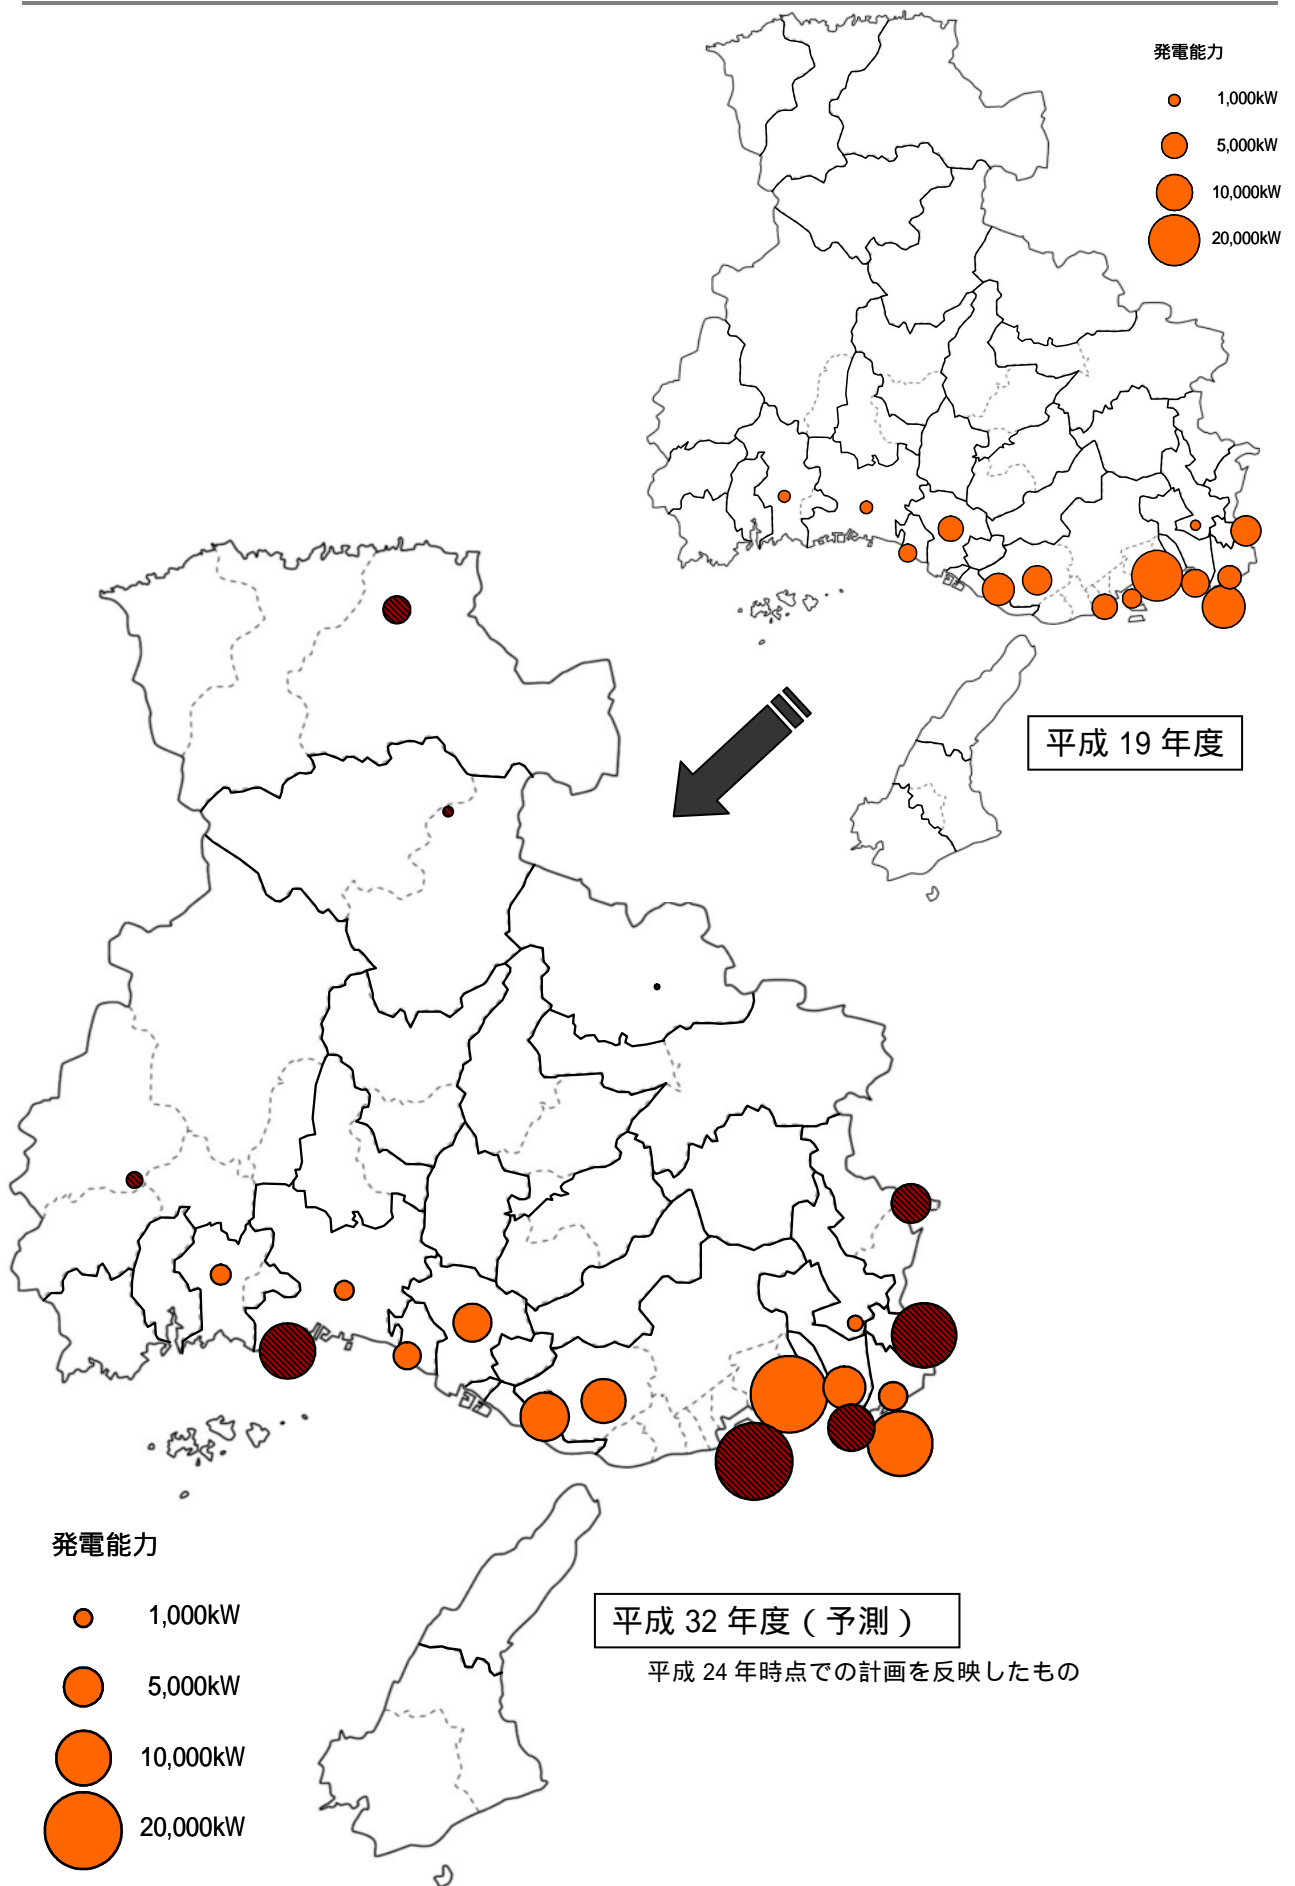 発電能力
1,000kW
5,000kW
10,000kW
20,000kW
平成 19 年度
発電能力
1,000kW
5,000kW
10,000kW
20,000kW
平成 32 年度（予測）
平成 24 年時点での計画を反映したもの